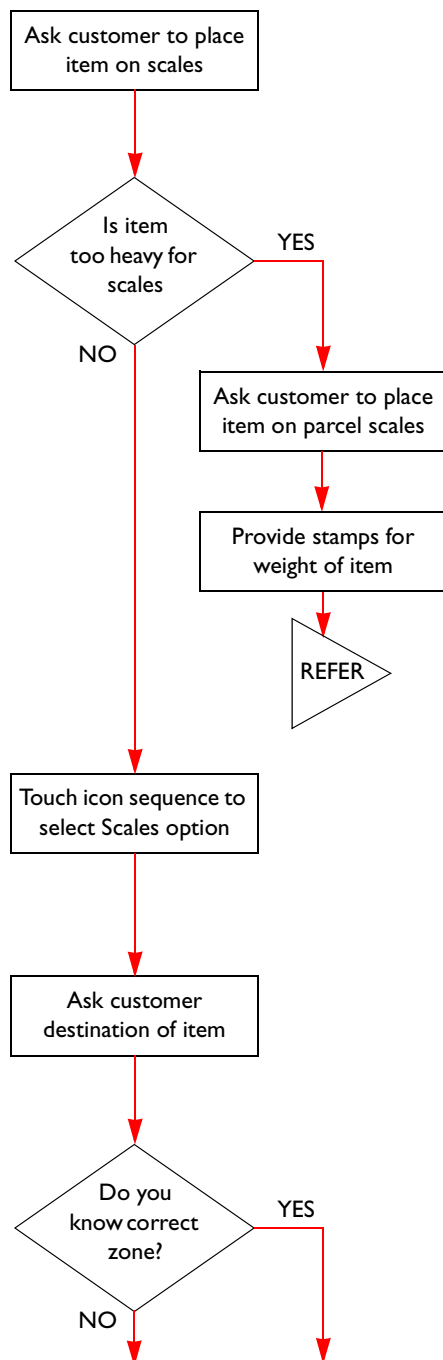 Ask customer to place
item on scales
Is item
too heavy for
scales
YES
NO
Ask customer to place
item on parcel scales
Provide stamps for
weight of item
REFER
Touch icon sequence to
select Scales option
Ask customer
destination of item
Do you
know correct
zone?
YES
NO